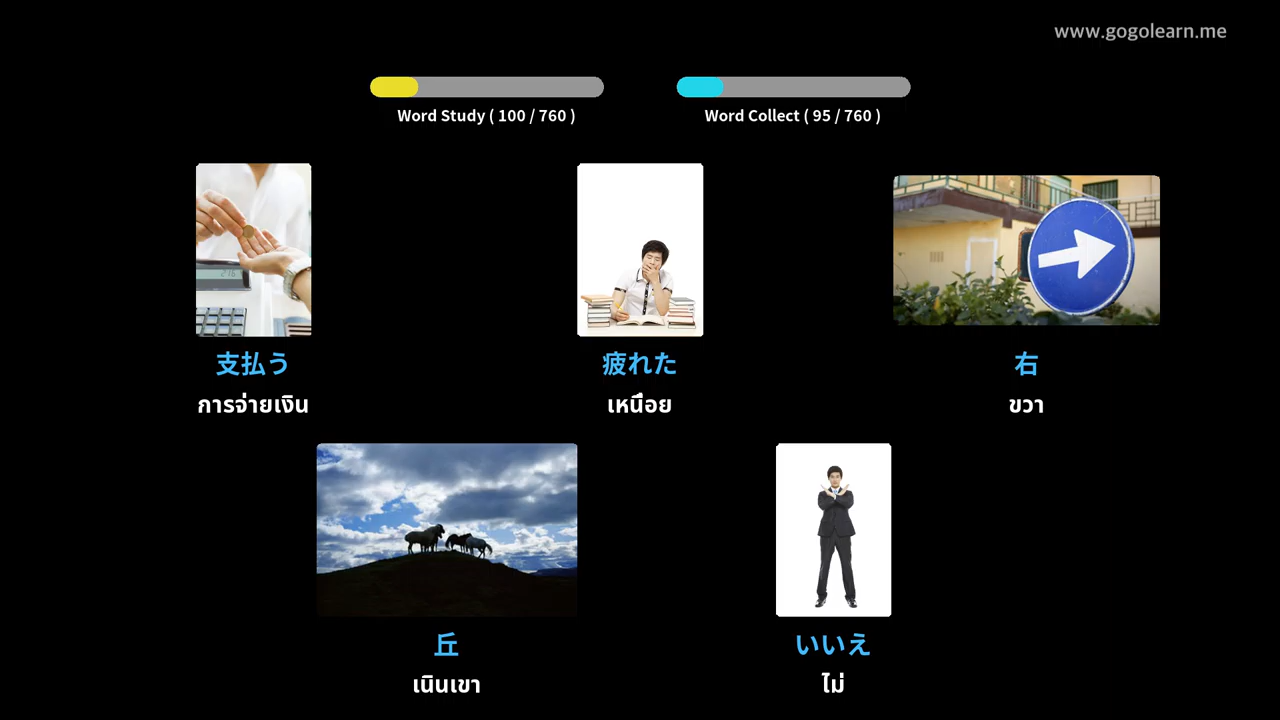 www.gogolearn.me
Word Study ( 100 / 760 )
Word Collect ( 95 / 760 )
支払う
疲れた
右
การจ่ายเงิน
เหนื่อย
ขวา
丘
いいえ
เนินเขา
ไม่